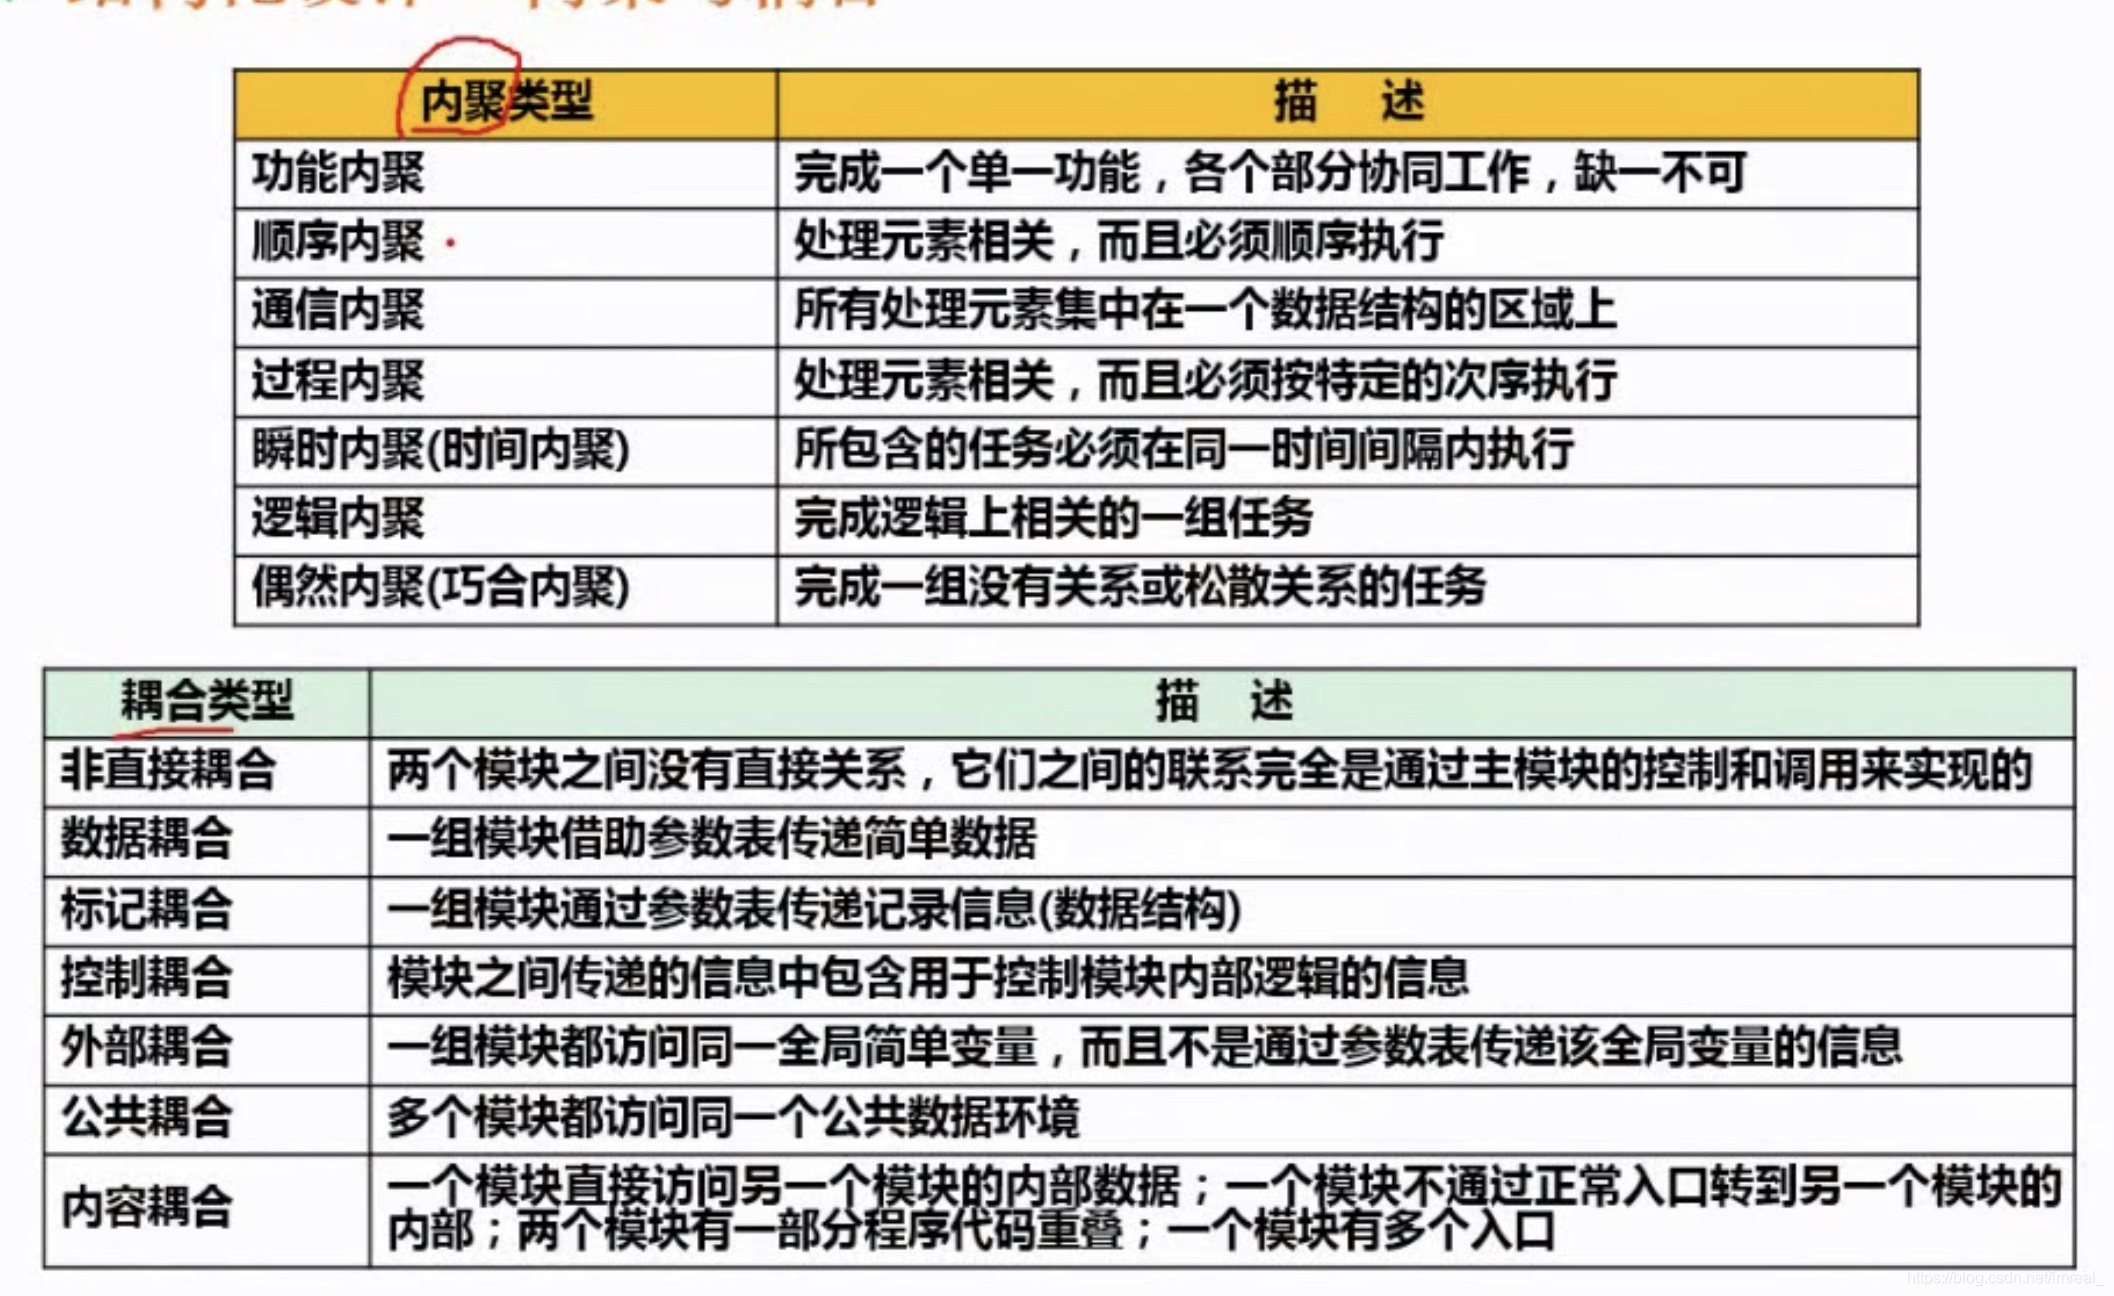 内聚类型 描 述
功能内聚 完成一个单一功能，各个部分协同工作，缺一不可
顺序内聚 处理元素相关，而且必须顺序执行
通信内聚 所有处理元素集中在一个数据结构的区域上
过程内聚 处理元素相关，而且必须按特定的次序执行
瞬时内聚(时间内聚) 所包含的任务必须在同一时间间隔内执行
逻辑内聚 完成逻辑上相关的一组任务
偶然内聚(巧合内聚) 完成一组没有关系或松散关系的任务
耦合类型 描 述
非直接耦合 两个模块之间没有直接关系，它们之间的联系完全是通过主模块的控制和调用来实现的
数据耦合 一组模块借助参数表传递简单数据
标记耦合 一组模块通过参数表传递记录信息(数据结构)
控制耦合 模块之间传递的信息中包含用于控制模块内部逻辑的信息
外部耦合 一组模块都访问同一全局简单变量，而且不是通过参数表传递该全局变量的信息
公共耦合 多个模块都访问同一个公共数据环境
内容耦合 一个模块直接访问另一个模块的内部数据；一个模块不通过正常入口转到另一个模块的
内部；两个模块有一部分程序代码重叠；一个模块有多个入口
https://blog.csdn.net/imreal_